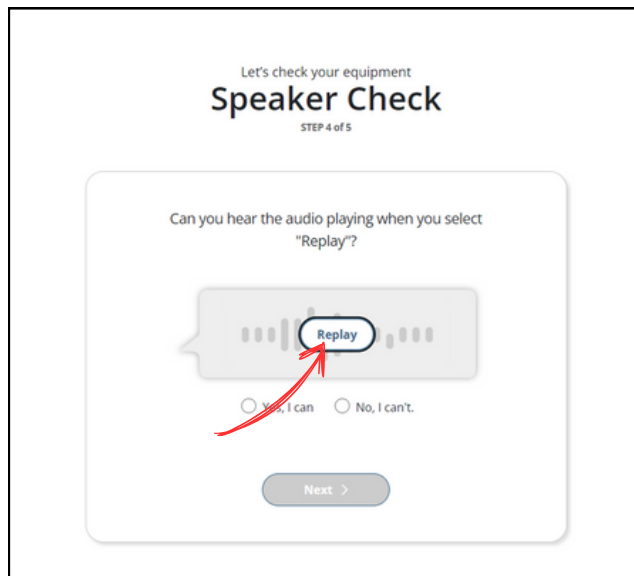 Let's check your equipment
Speaker Check
STEP 4 of 5
Can you hear the audio playing when you select
"Replay"?
Replay
Yes, I can No, I can't.
Next >